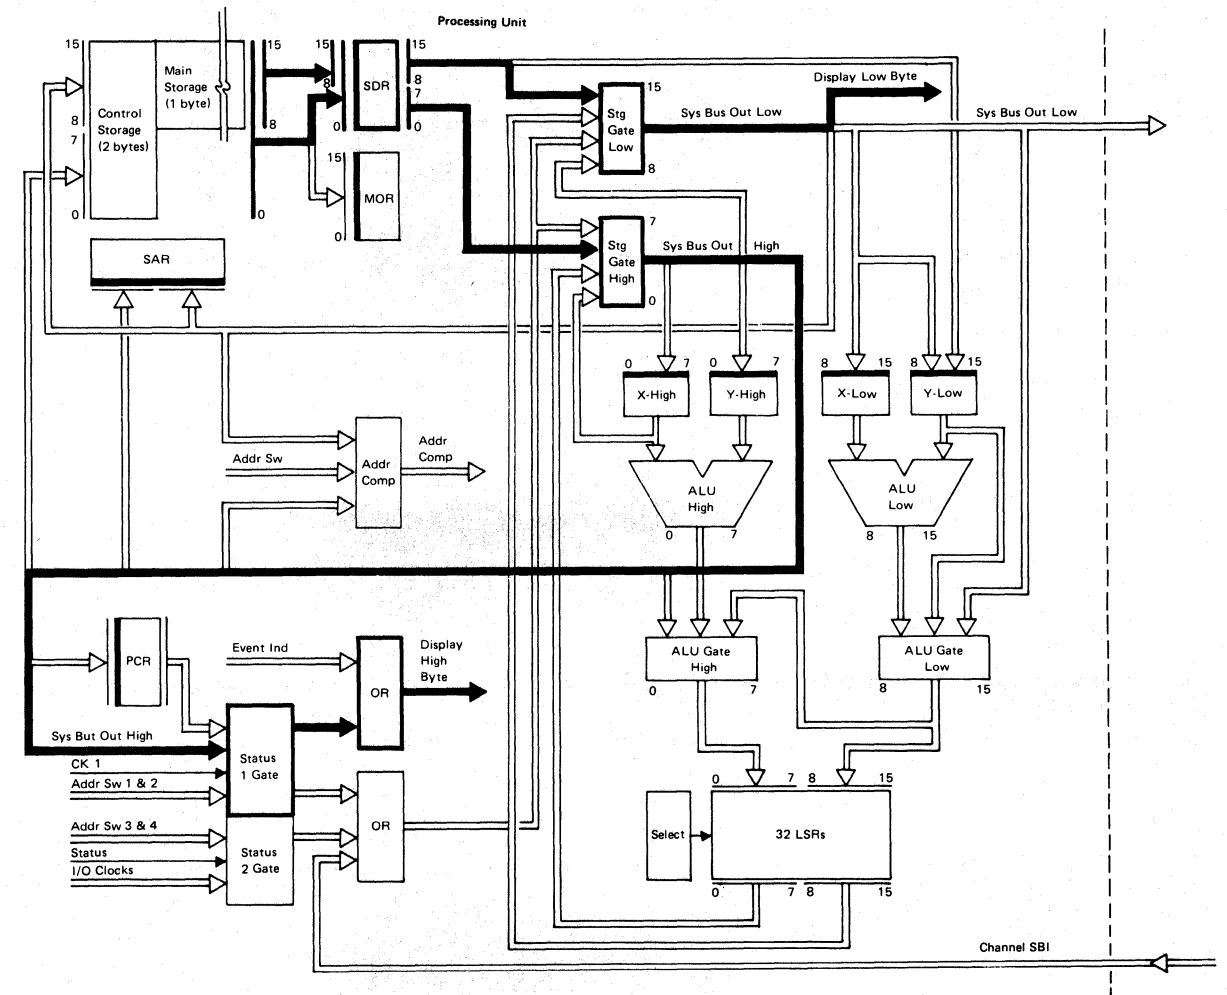 Processing Unit
15
15
15
15
Main
Storage
(1 byte)
8
SDR
8
7
Display Low Byte
Control
Storage
(2 bytes)
8
7
8
0
0
15
Stg
Gate
Low
Sys Bus Out Low
Sys Bus Out Low
15
MOR
8
0
0
0
7
Stg
Gate
High
Sys Bus Out High
0
SAR
0 7
0 7
8 15
8 15
X-High
Y-High
X-Low
Y-Low
Addr Sw
Addr
Comp
Addr
Comp
ALU
High
ALU
Low
0 7
8 15
PCR
Event Ind
OR
Display
High
Byte
ALU Gate
High
ALU Gate
Low
0 7
8 15
Sys But Out High
CK 1
Addr Sw 1 & 2
Status
1 Gate
Addr Sw 3 & 4
Status
I/O Clocks
Status
2 Gate
OR
0 7 8 15
Select
32 LSRs
0 7 8 15
Channel SBI